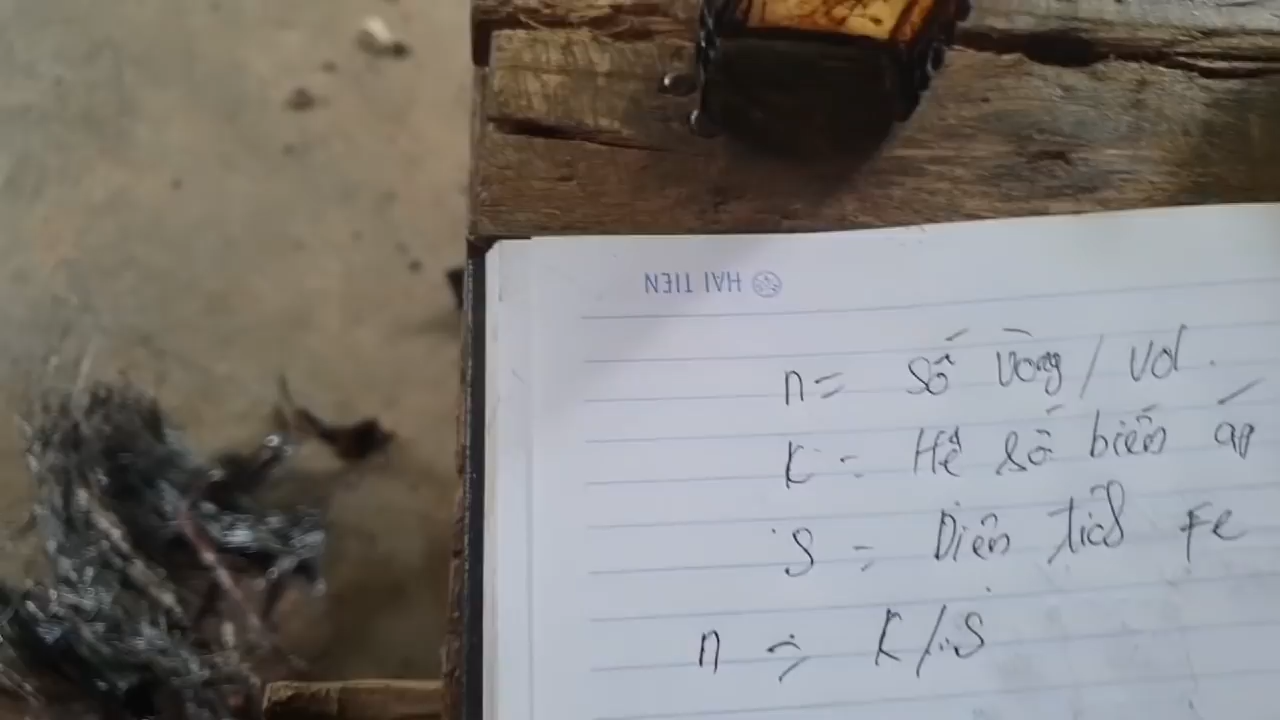 HAI TIEN
n = Số vòng / Vol.
K = Hệ số biến áp
S = Diện tích Fe
n = K/S